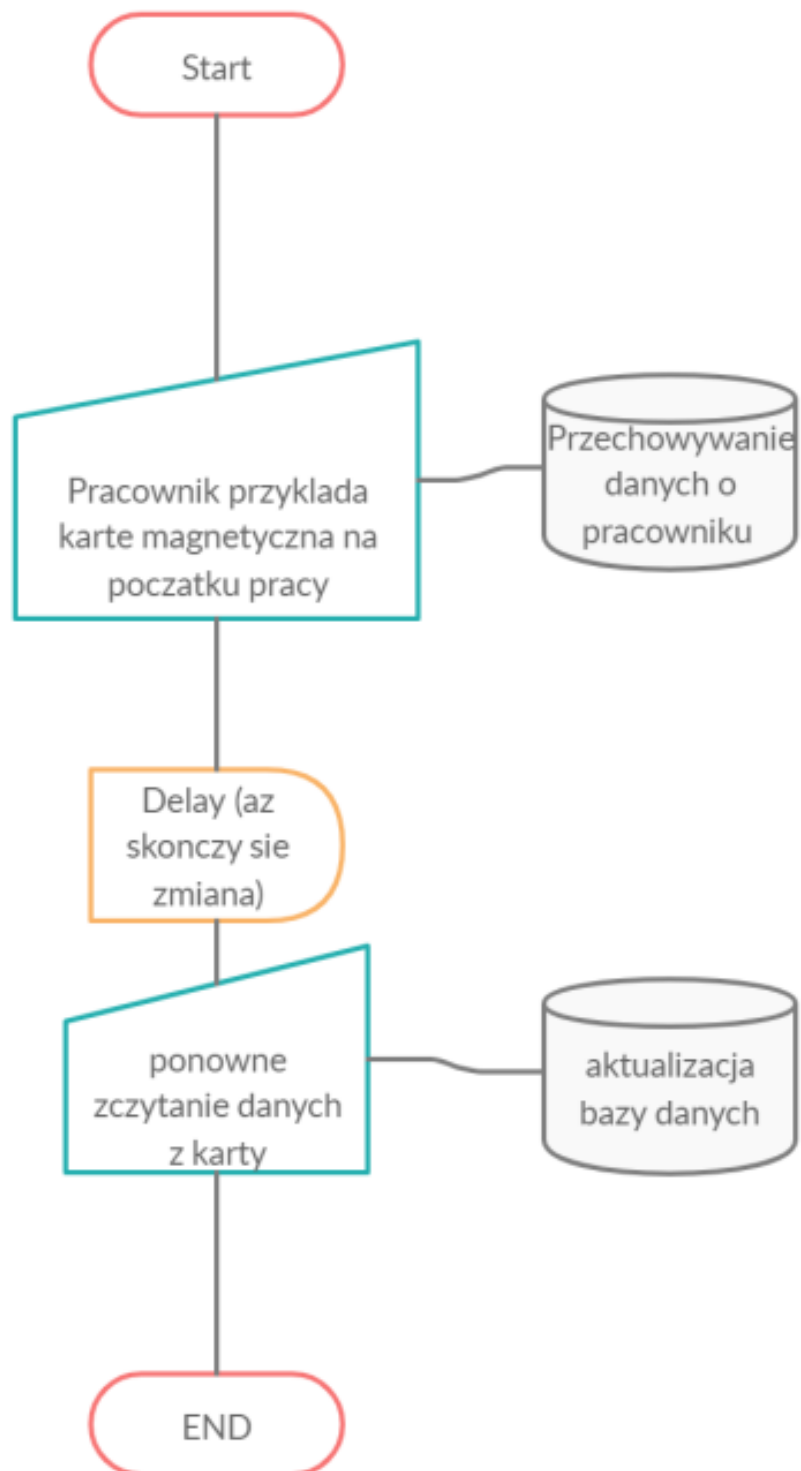 Start
Pracownik przyklada
karte magnetyczna na
poczatku pracy
Przechowywanie
danych o
pracowniku
Delay (az
skonczy sie
zmiana)
ponowne
zczytanie danych
z karty
aktualizacja
bazy danych
END